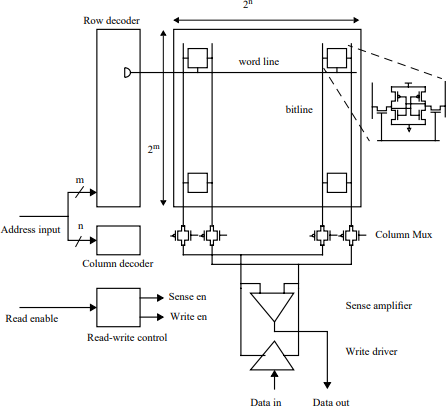 Row decoder
2ⁿ
word line
bitline
2ᵐ
m
Address input
n
Column decoder
Column Mux
Sense en
Read enable
Write en
Read-write control
Sense amplifier
Write driver
Data in
Data out